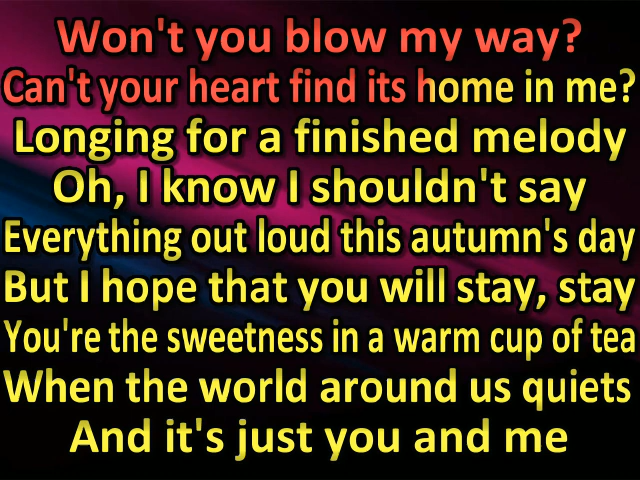 Won't you blow my way?
Can't your heart find its home in me?
Longing for a finished melody
Oh, I know I shouldn't say
Everything out loud this autumn's day
But I hope that you will stay, stay
You're the sweetness in a warm cup of tea
When the world around us quiets
And it's just you and me